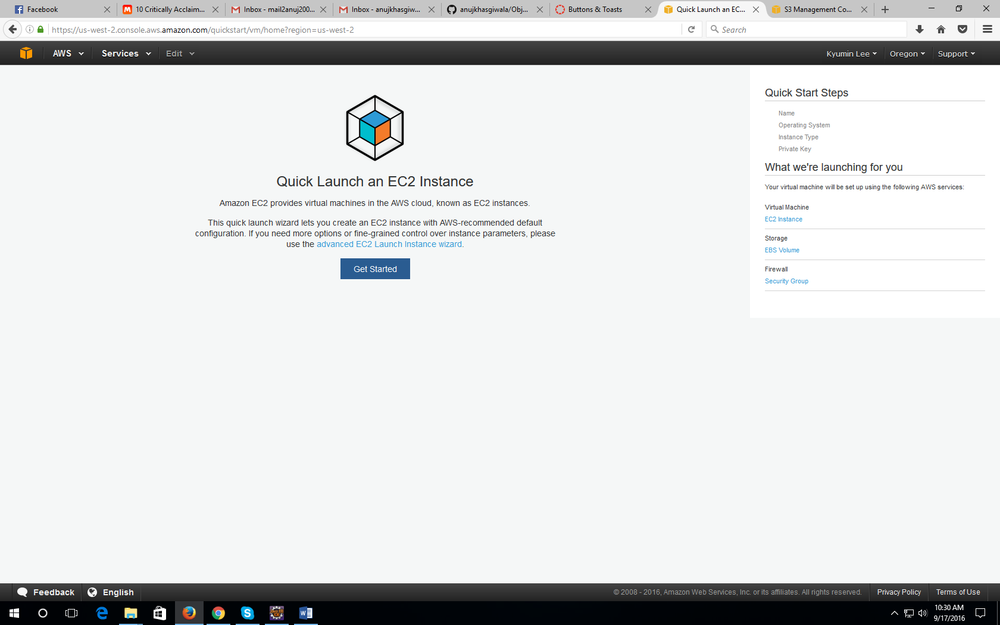 Facebook
10 Critically Acclaim...
Inbox - mail2anuj200...
Inbox - anujkhasgiw...
anujkhasgiwala/Obj...
Buttons & Toasts
Quick Launch an EC...
S3 Management Co...
https://us-west-2.console.aws.amazon.com/quickstart/vm/home?region=us-west-2
Search
AWS
Services
Edit
Kyumin Lee
Oregon
Support
Quick Launch an EC2 Instance
Amazon EC2 provides virtual machines in the AWS cloud, known as EC2 instances.
This quick launch wizard lets you create an EC2 instance with AWS-recommended default
configuration. If you need more options or fine-grained control over instance parameters, please
use the advanced EC2 Launch Instance wizard.
Get Started
Quick Start Steps
Name
Operating System
Instance Type
Private Key
What we're launching for you
Your virtual machine will be set up using the following AWS services:
Virtual Machine
EC2 Instance
Storage
EBS Volume
Firewall
Security Group
Feedback
English
© 2008 - 2016, Amazon Web Services, Inc. or its affiliates. All rights reserved.
Privacy Policy
Terms of Use
10:30 AM
9/17/2016